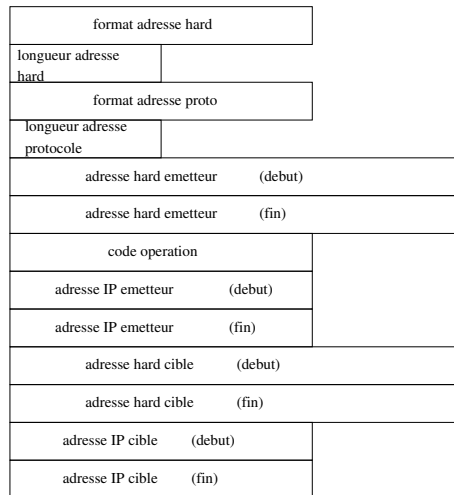 format adresse hard
longueur adresse
hard
format adresse proto
longueur adresse
protocole
adresse hard emetteur (debut)
adresse hard emetteur (fin)
code operation
adresse IP emetteur (debut)
adresse IP emetteur (fin)
adresse hard cible (debut)
adresse hard cible (fin)
adresse IP cible (debut)
adresse IP cible (fin)